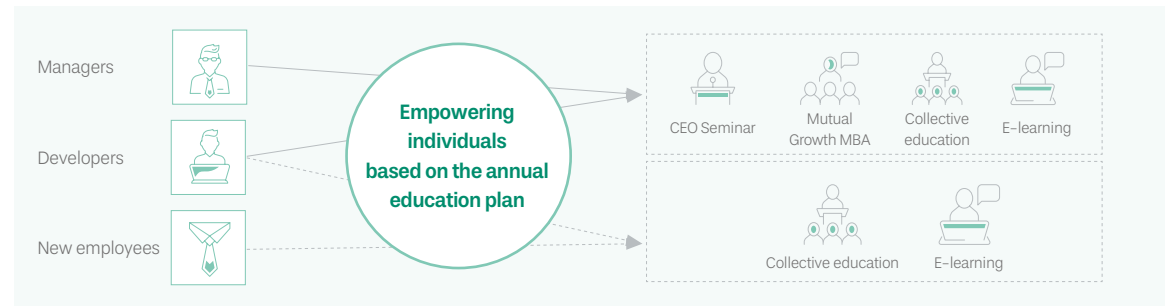 Managers
Developers
New employees
Empowering
individuals
based on the annual
education plan
CEO Seminar
Mutual
Growth MBA
Collective
education
E-learning
Collective education
E-learning